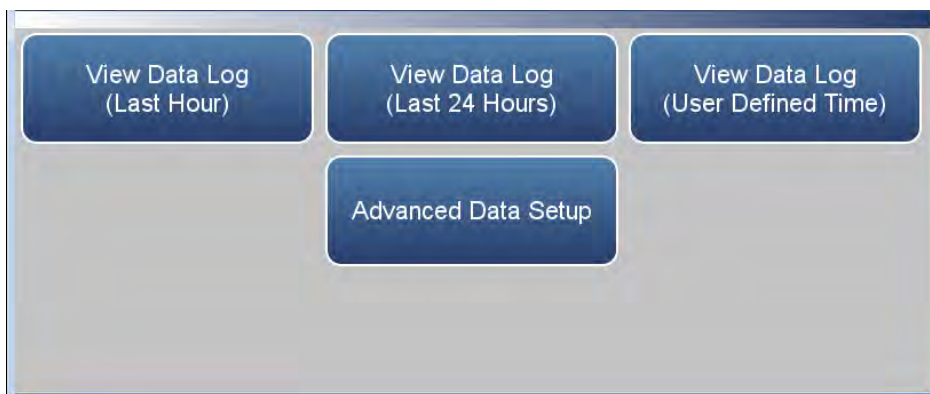 View Data Log
(Last Hour)
View Data Log
(Last 24 Hours)
View Data Log
(User Defined Time)
Advanced Data Setup